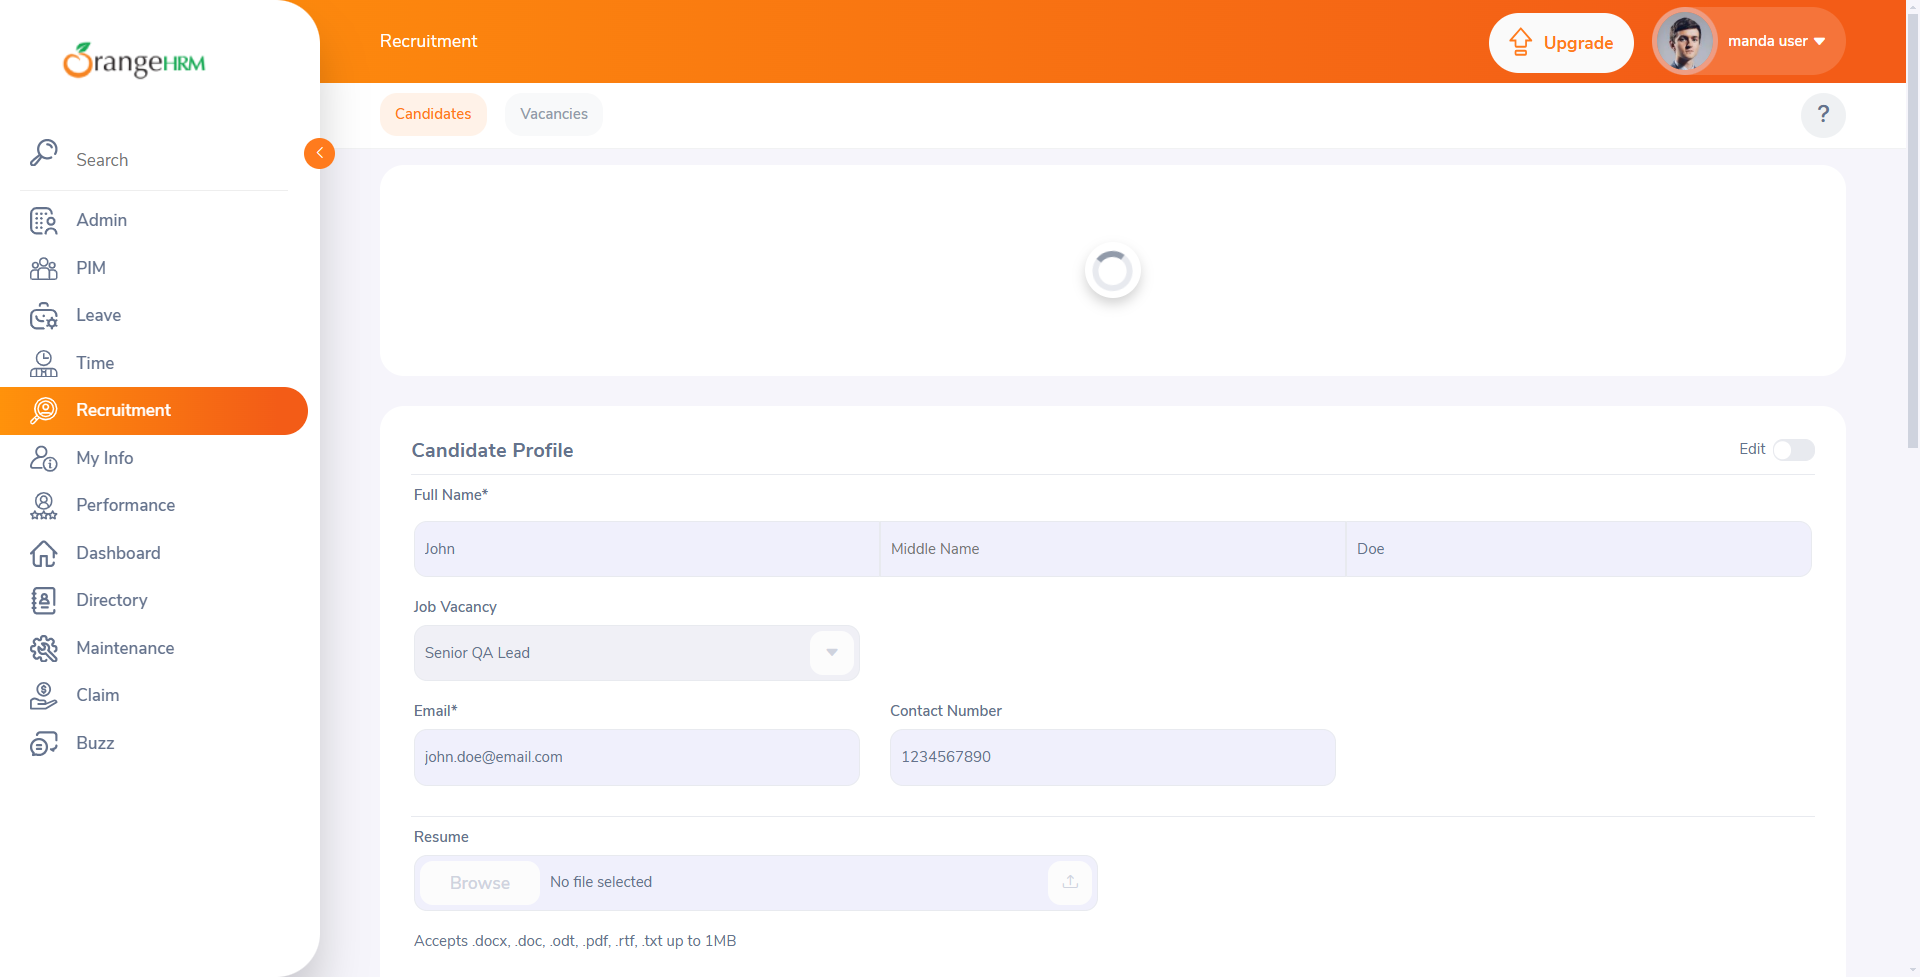 OrangeHRM
Recruitment
Upgrade
manda user
Candidates
Vacancies
?
Search
Admin
PIM
Leave
Time
Recruitment
My Info
Performance
Dashboard
Directory
Maintenance
Claim
Buzz
Candidate Profile
Edit
Full Name*
John
Middle Name
Doe
Job Vacancy
Senior QA Lead
Email*
Contact Number
john.doe@email.com
1234567890
Resume
Browse
No file selected
Accepts .docx, .doc, .odt, .pdf, .rtf, .txt up to 1MB